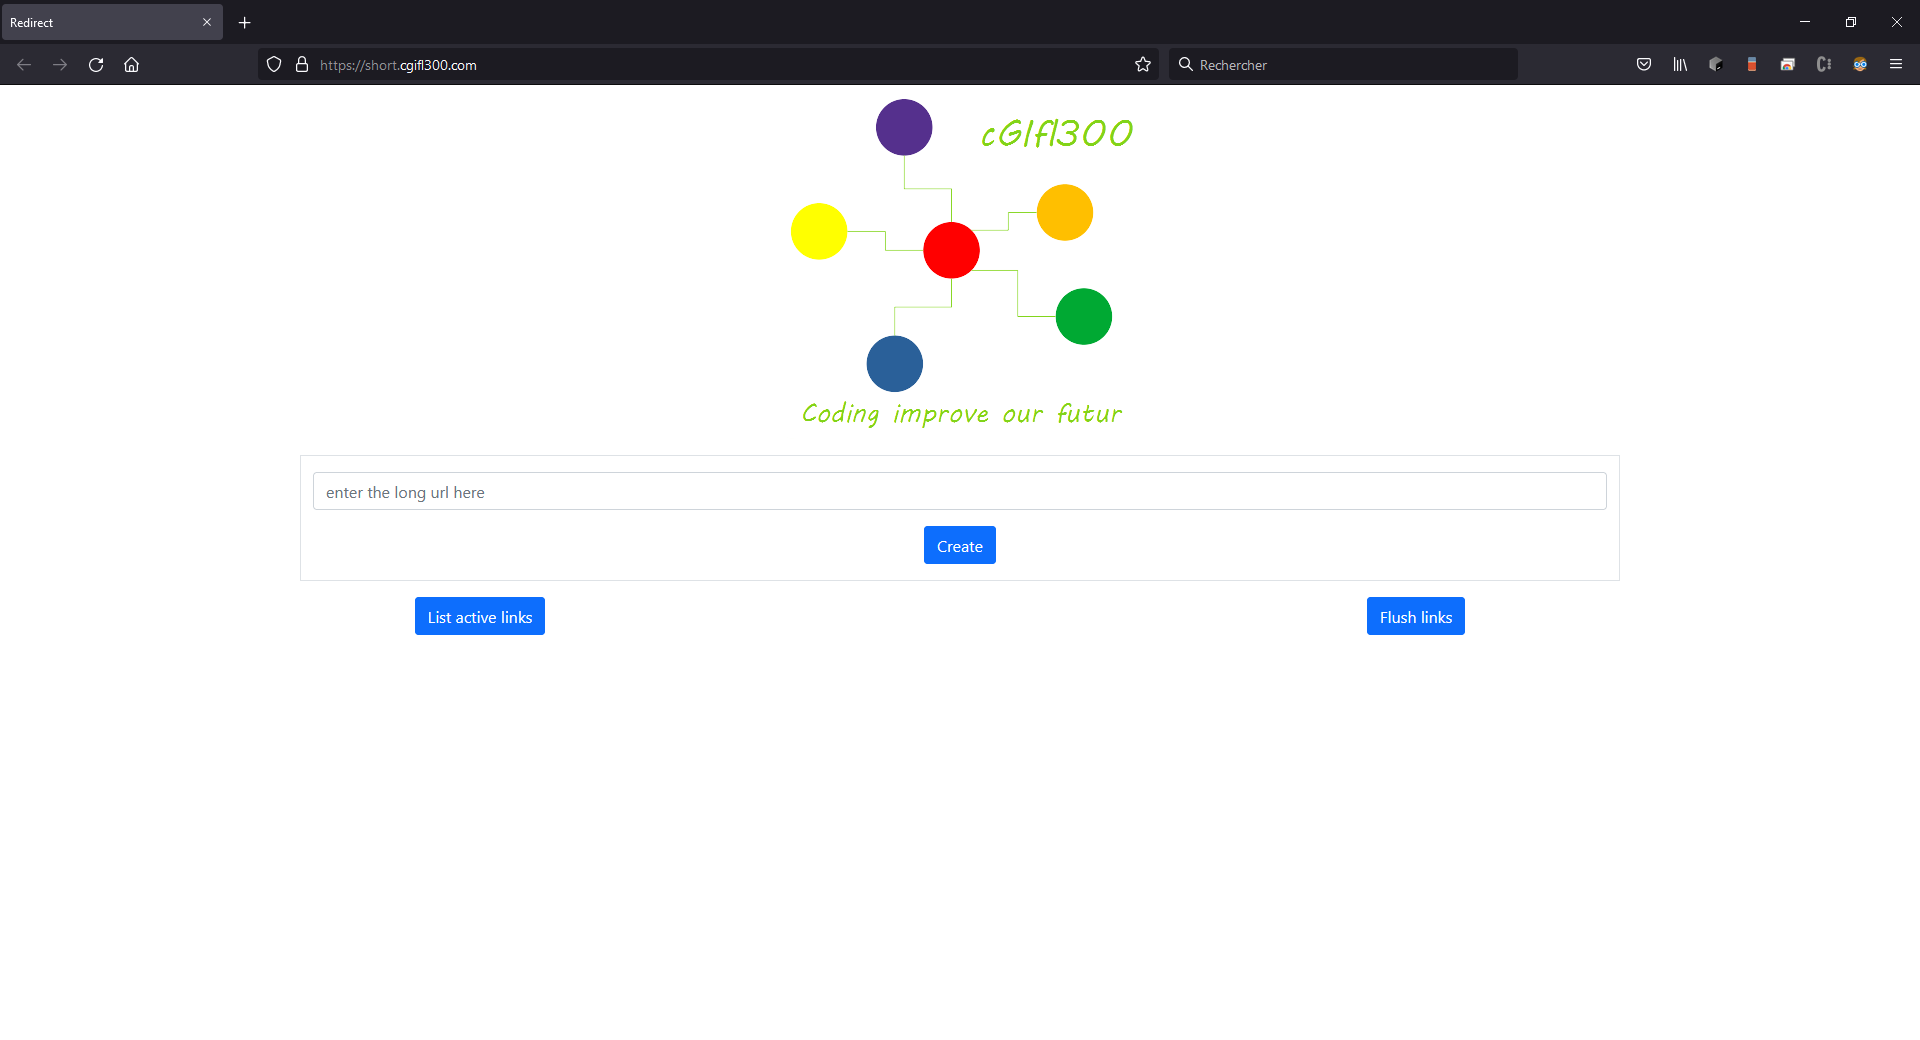 Redirect
https://short.cgifl300.com
Rechercher
cGIfl300
Coding improve our futur
enter the long url here
Create
List active links
Flush links